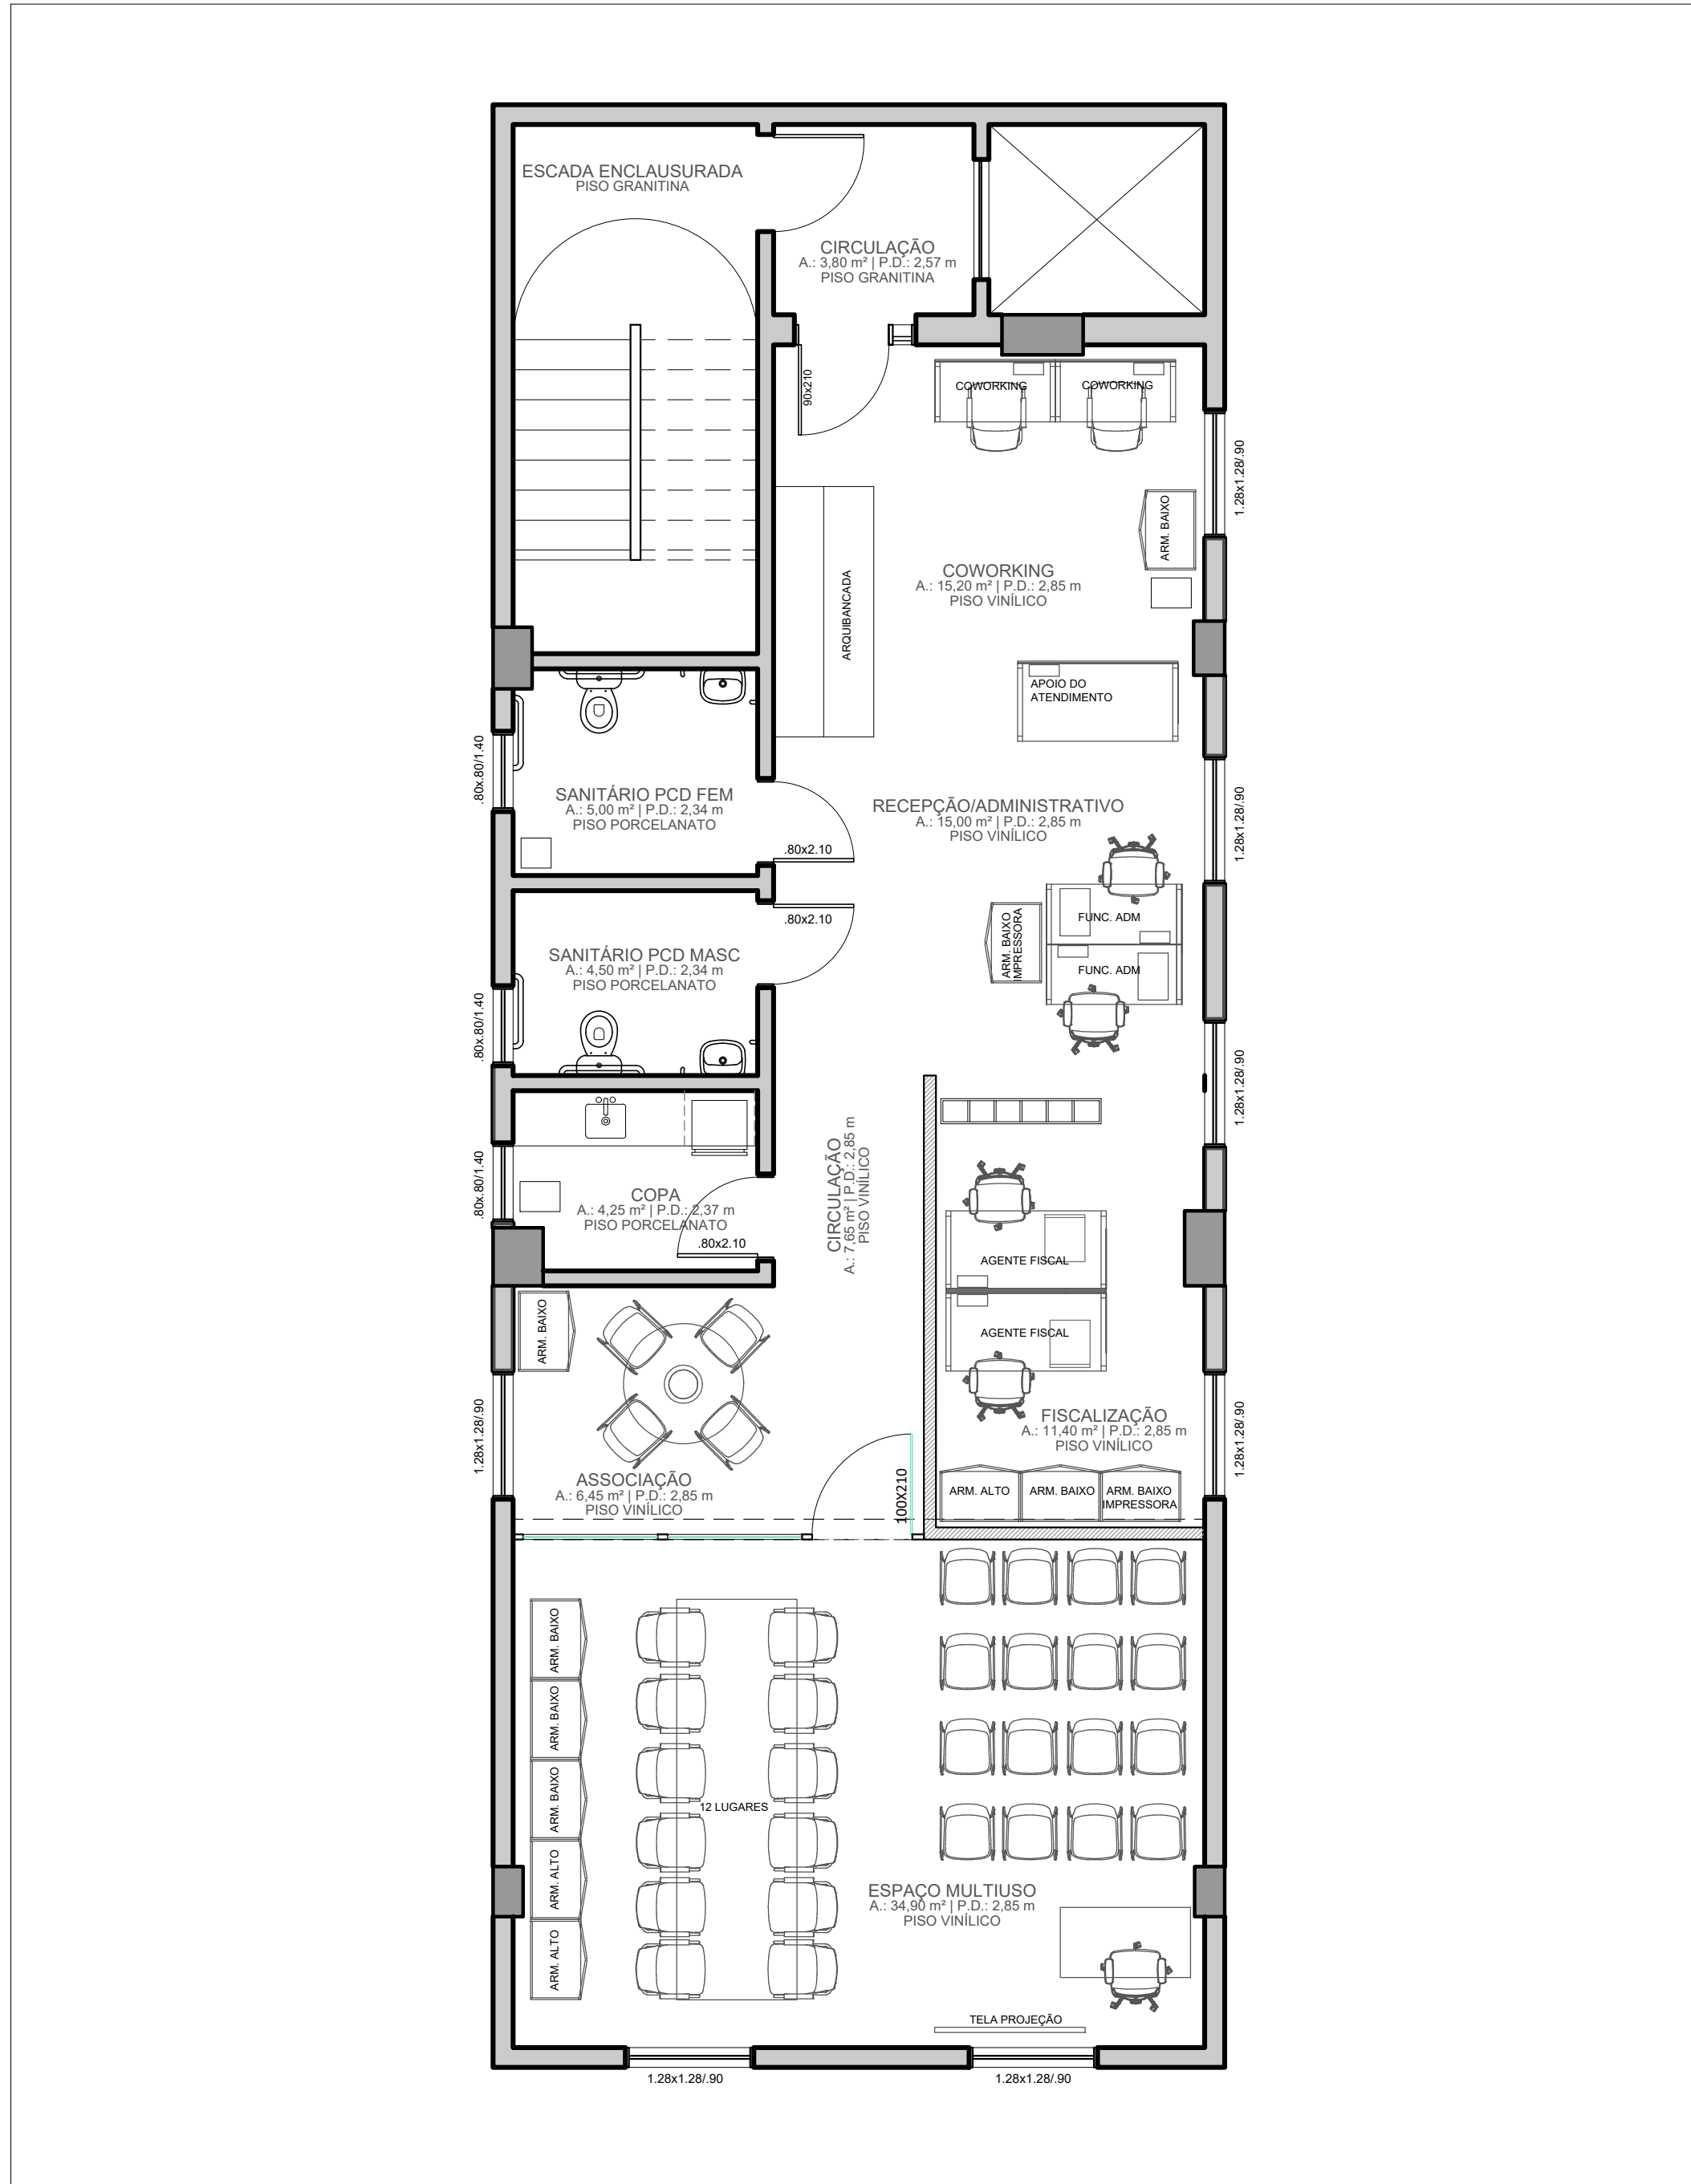 ESCADA ENCLAUSURADA
PISO GRANITINA
CIRCULAÇÃO
A.: 3,80 m² | P.D.: 2,57 m
PISO GRANITINA
90x210
COWORKING
COWORKING
1.28x1.28/.90
ARM. BAIXO
COWORKING
A.: 15,20 m² | P.D.: 2,85 m
PISO VINÍLICO
ARQUIBANCADA
APOIO DO
ATENDIMENTO
.80x.80/1.40
SANITÁRIO PCD FEM
A.: 5,00 m² | P.D.: 2,34 m
PISO PORCELANATO
.80x2.10
RECEPÇÃO/ADMINISTRATIVO
A.: 15,00 m² | P.D.: 2,85 m
PISO VINÍLICO
1.28x1.28/.90
.80x2.10
FUNC. ADM
ARM. BAIXO
IMPRESSORA
FUNC. ADM
SANITÁRIO PCD MASC
A.: 4,50 m² | P.D.: 2,34 m
PISO PORCELANATO
.80x.80/1.40
1.28x1.28/.90
CIRCULAÇÃO
A.: 7,65 m² | P.D.: 2,85 m
PISO VINÍLICO
.80x.80/1.40
COPA
A.: 4,25 m² | P.D.: 2,37 m
PISO PORCELANATO
.80x2.10
AGENTE FISCAL
AGENTE FISCAL
ARM. BAIXO
1.28x1.28/.90
FISCALIZAÇÃO
A.: 11,40 m² | P.D.: 2,85 m
PISO VINÍLICO
1.28x1.28/.90
ASSOCIAÇÃO
A.: 6,45 m² | P.D.: 2,85 m
PISO VINÍLICO
100X210
ARM. ALTO
ARM. BAIXO
ARM. BAIXO
IMPRESSORA
ARM. BAIXO
ARM. BAIXO
ARM. BAIXO
ARM. ALTO
ARM. ALTO
12 LUGARES
ESPAÇO MULTIUSO
A.: 34,90 m² | P.D.: 2,85 m
PISO VINÍLICO
TELA PROJEÇÃO
1.28x1.28/.90
1.28x1.28/.90